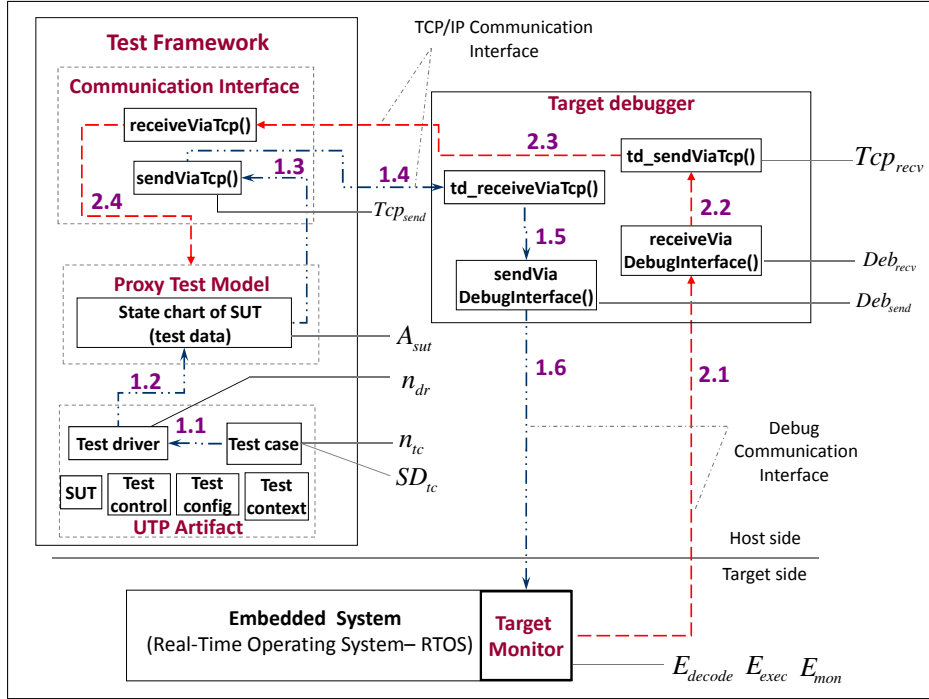 Test Framework
TCP/IP Communication
Interface
Communication Interface
Target debugger
receiveViaTcp()
2.3
td_sendViaTcp()
Tcp_recv
1.3
sendViaTcp()
1.4
td_receiveViaTcp()
2.4
Tcp_send
2.2
1.5
receiveVia
DebugInterface()
Deb_recv
sendVia
DebugInterface()
Deb_send
Proxy Test Model
State chart of SUT
(test data)
A_sut
1.2
1.6
2.1
n_dr
1.1
Test driver
Test case
n_tc
SD_tc
Debug
Communication
Interface
SUT
Test
control
Test
config
Test
context
UTP Artifact
Host side
Target side
Embedded System
(Real-Time Operating System– RTOS)
Target
Monitor
E_decode E_exec E_mon